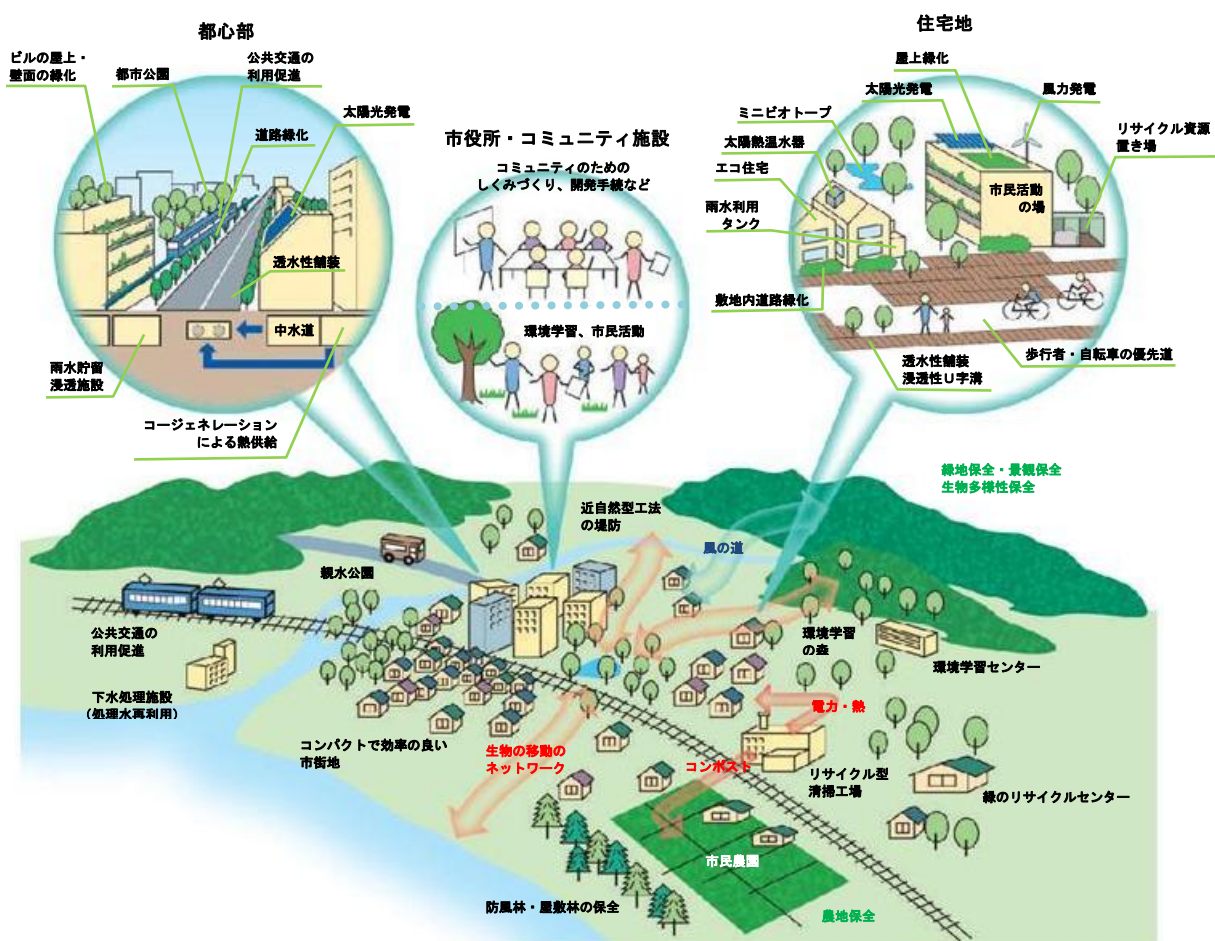 都心部
ビルの屋上・
壁面の緑化
都市公園
公共交通の
利用促進
太陽光発電
道路緑化
透水性舗装
中水道
雨水貯留
浸透施設
コージェネレーション
による熱供給
市役所・コミュニティ施設
コミュニティのための
しくみづくり、開発手続など
環境学習、市民活動
住宅地
屋上緑化
太陽光発電
風力発電
ミニビオトープ
リサイクル資源
置き場
太陽熱温水器
エコ住宅
市民活動
の場
雨水利用
タンク
敷地内道路緑化
透水性舗装
浸透性U字溝
歩行者・自転車の優先道
緑地保全・景観保全
生物多様性保全
近自然型工法
の堤防
風の道
親水公園
公共交通の
利用促進
環境学習
の森
環境学習センター
下水処理施設
(処理水再利用)
電力・熱
コンパクトで効率の良い
市街地
生物の移動の
ネットワーク
コンポスト
リサイクル型
清掃工場
緑のリサイクルセンター
市民農園
防風林・屋敷林の保全
農地保全